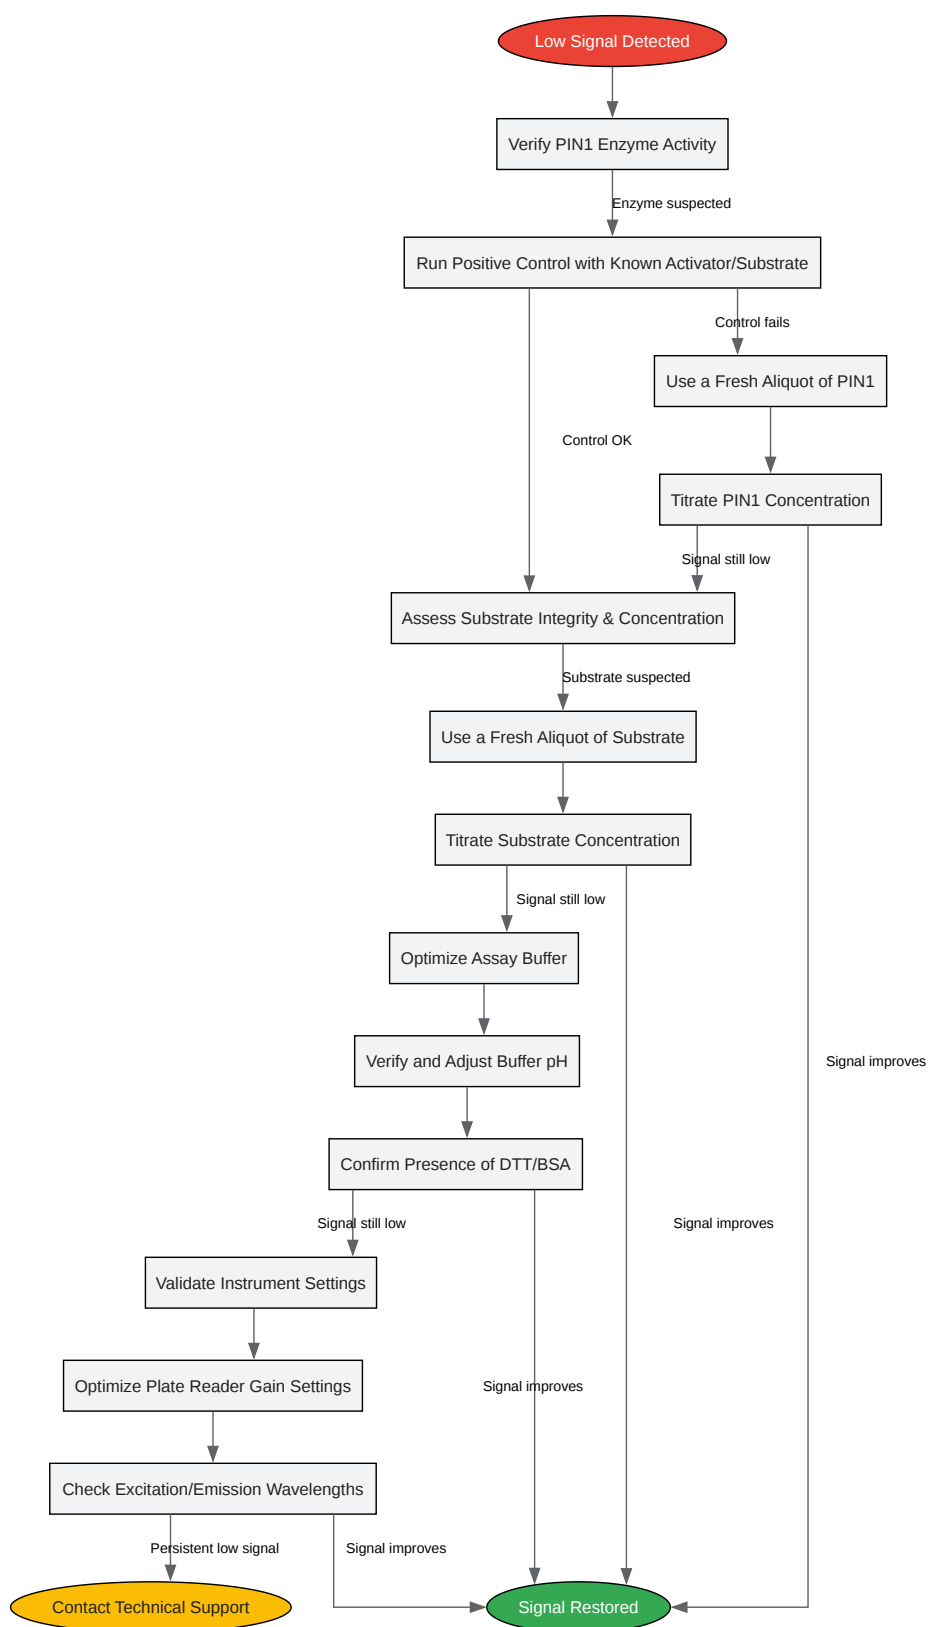 Low Signal Detected
Verify PIN1 Enzyme Activity
Enzyme suspected
Run Positive Control with Known Activator/Substrate
Control fails
Use a Fresh Aliquot of PIN1
Control OK
Titrate PIN1 Concentration
Signal still low
Assess Substrate Integrity & Concentration
Substrate suspected
Use a Fresh Aliquot of Substrate
Titrate Substrate Concentration
Signal still low
Optimize Assay Buffer
Verify and Adjust Buffer pH
Signal improves
Confirm Presence of DTT/BSA
Signal still low
Signal improves
Validate Instrument Settings
Optimize Plate Reader Gain Settings
Signal improves
Check Excitation/Emission Wavelengths
Persistent low signal
Signal improves
Contact Technical Support
Signal Restored